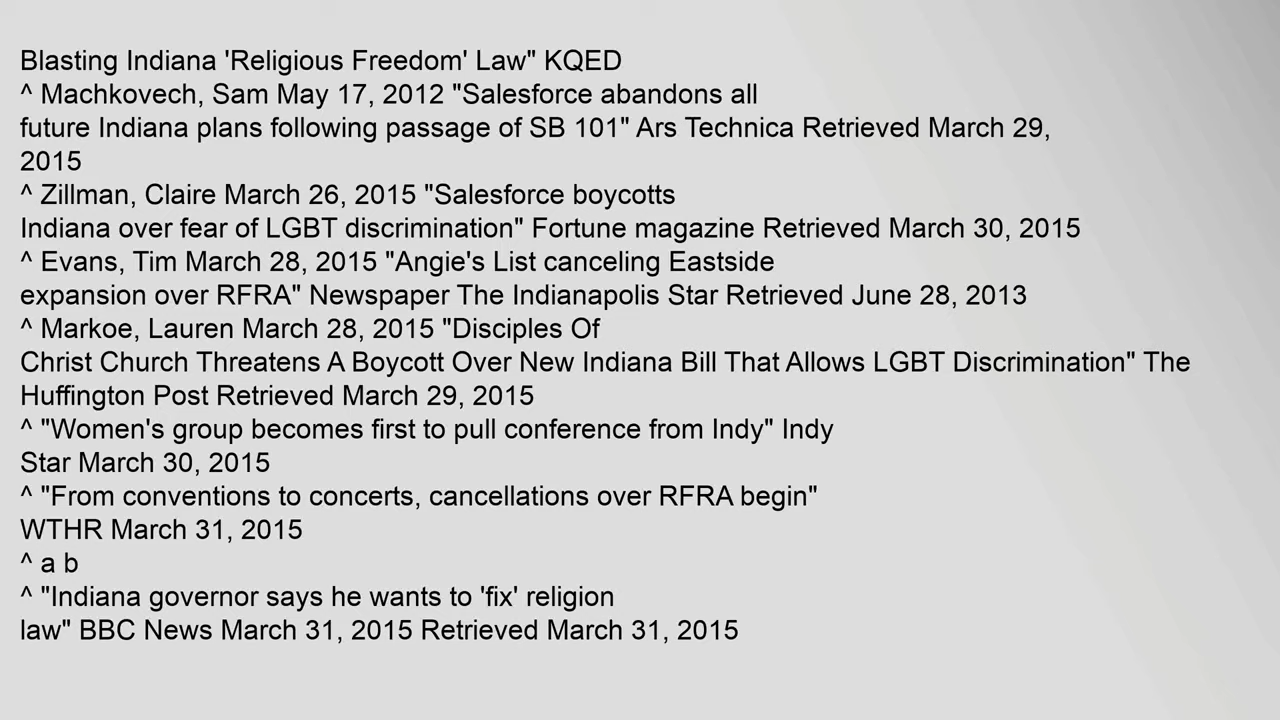 Blasting Indiana 'Religious Freedom' Law" KQED
^ Machkovech, Sam May 17, 2012 "Salesforce abandons all
future Indiana plans following passage of SB 101" Ars Technica Retrieved March 29,
2015
^ Zillman, Claire March 26, 2015 "Salesforce boycotts
Indiana over fear of LGBT discrimination" Fortune magazine Retrieved March 30, 2015
^ Evans, Tim March 28, 2015 "Angie's List canceling Eastside
expansion over RFRA" Newspaper The Indianapolis Star Retrieved June 28, 2013
^ Markoe, Lauren March 28, 2015 "Disciples Of
Christ Church Threatens A Boycott Over New Indiana Bill That Allows LGBT Discrimination" The
Huffington Post Retrieved March 29, 2015
^ "Women's group becomes first to pull conference from Indy" Indy
Star March 30, 2015
^ "From conventions to concerts, cancellations over RFRA begin"
WTHR March 31, 2015
^ a b
^ "Indiana governor says he wants to 'fix' religion
law" BBC News March 31, 2015 Retrieved March 31, 2015